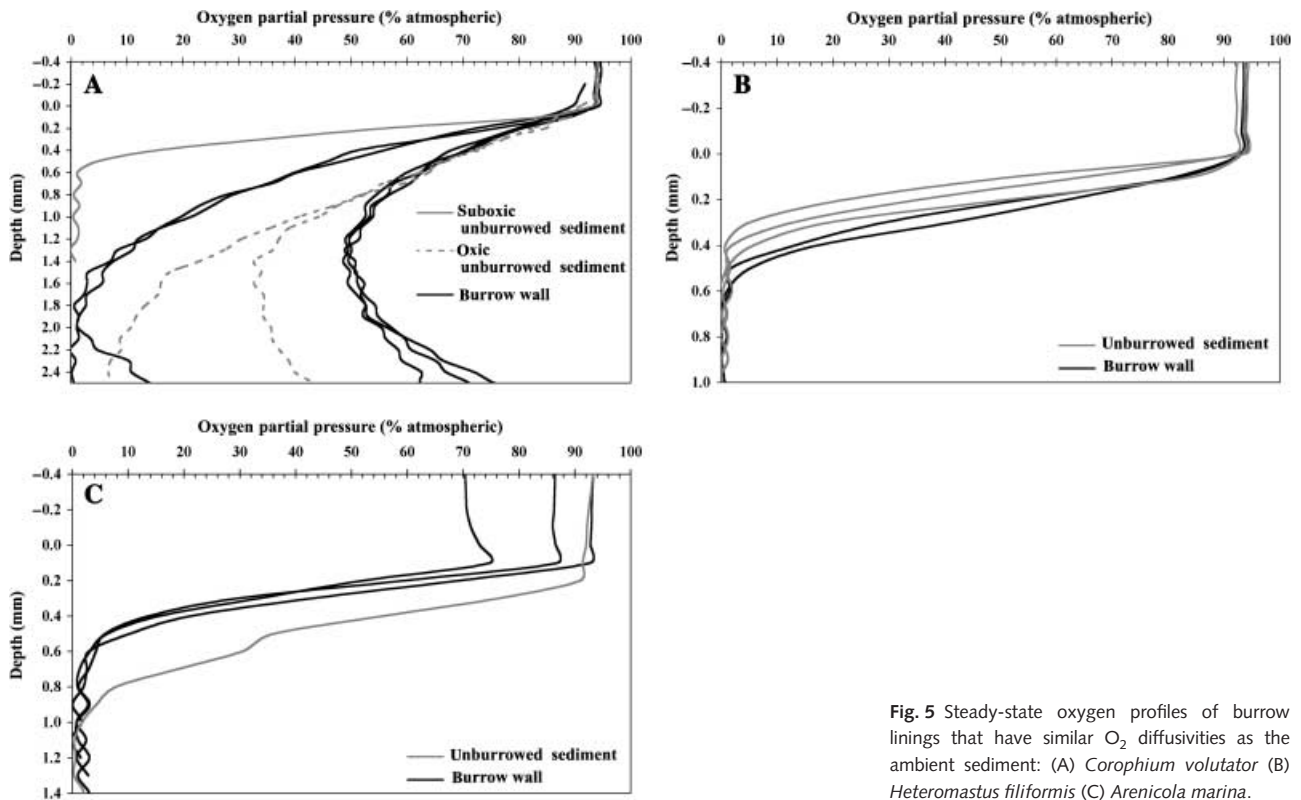 Oxygen partial pressure (% atmospheric)
0 10 20 30 40 50 60 70 80 90 100
A
Depth (mm)
–0.4
0.0
0.2
0.4
0.6
0.8
1.0
1.2
1.4
1.6
1.8
2.0
2.2
2.4
Suboxic
unburrowed sediment
Oxic
unburrowed sediment
Burrow wall
Oxygen partial pressure (% atmospheric)
0 10 20 30 40 50 60 70 80 90 100
B
Depth (mm)
–0.4
–0.2
0.0
0.2
0.4
0.6
0.8
1.0
Unburrowed sediment
Burrow wall
Oxygen partial pressure (% atmospheric)
0 10 20 30 40 50 60 70 80 90 100
C
Depth (mm)
–0.4
–0.2
0.0
0.2
0.4
0.6
0.8
1.0
1.2
1.4
Unburrowed sediment
Burrow wall
Fig. 5 Steady-state oxygen profiles of burrow
linings that have similar O2 diffusivities as the
ambient sediment: (A) Corophium volutator (B)
Heteromastus filiformis (C) Arenicola marina.